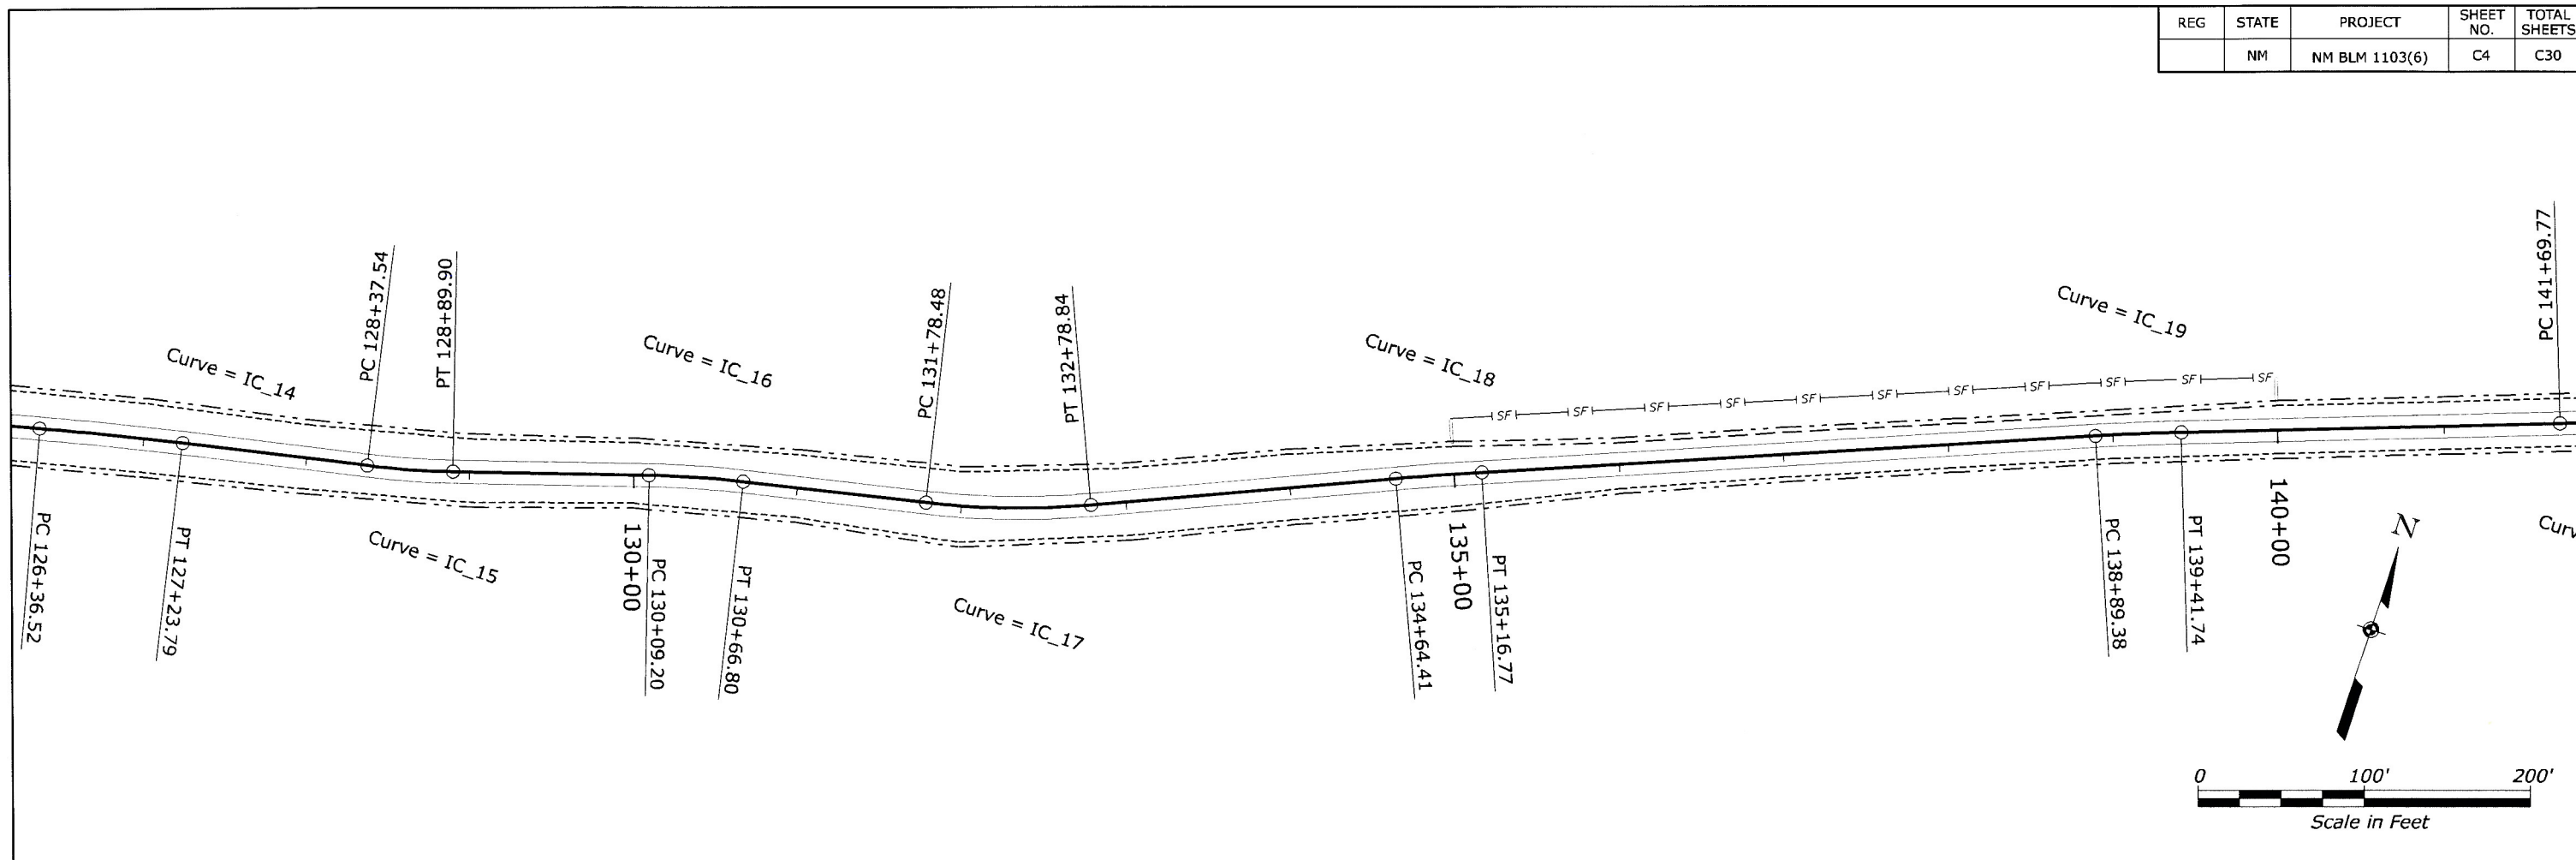 REG STATE PROJECT SHEET NO. TOTAL SHEETS
NM NM BLM 1103(6) C4 C30
PC 128+37.54
PT 128+89.90
PC 131+78.48
PT 132+78.84
PC 141+69.77
Curve = IC_14
Curve = IC_16
Curve = IC_18
Curve = IC_19
SF SF SF SF SF SF SF SF SF SF SF
PC 126+36.52
PT 127+23.79
Curve = IC_15
130+00
PC 130+09.20
PT 130+66.80
Curve = IC_17
PC 134+64.41
135+00
PT 135+16.77
PC 138+89.38
PT 139+41.74
140+00
N
Curv
0 100' 200'
Scale in Feet